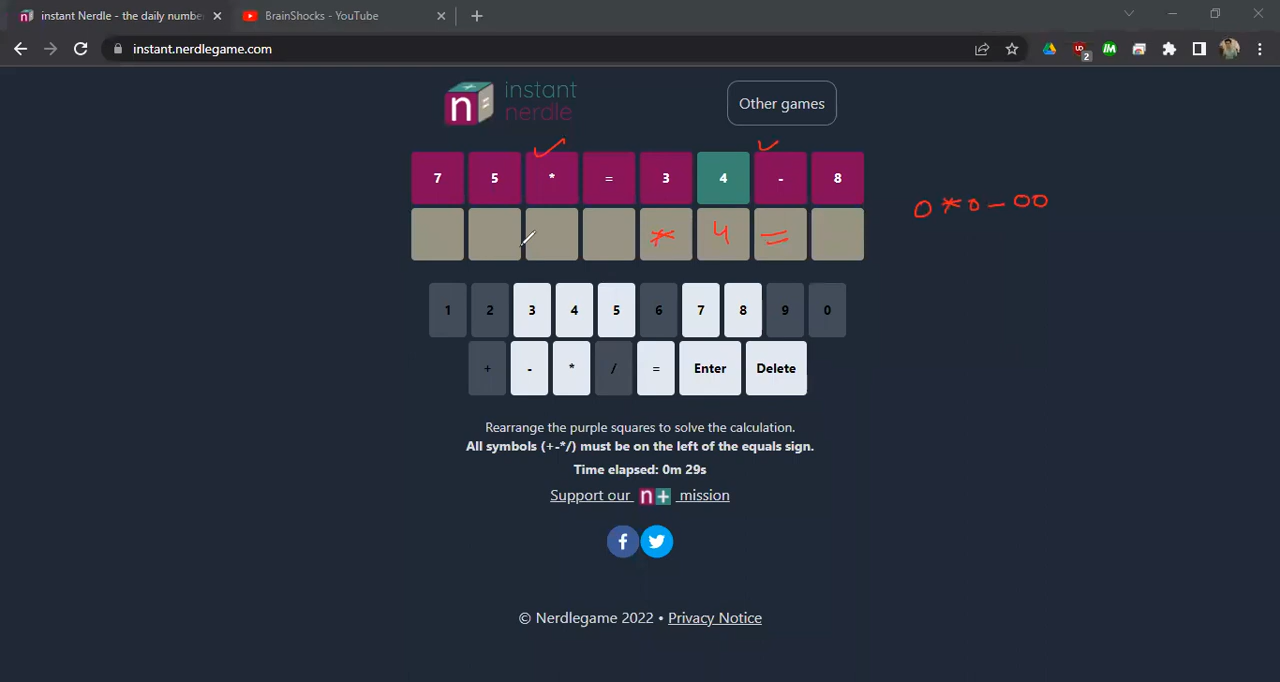 instant Nerdle - the daily numbe
BrainShocks - YouTube
instant.nerdlegame.com
2
n = instant nerdle
Other games
7 5 * = 3 4 - 8
0 * 0 - 00
* 4 =
1 2 3 4 5 6 7 8 9 0
+ - * / = Enter Delete
Rearrange the purple squares to solve the calculation.
All symbols (+-*/) must be on the left of the equals sign.
Time elapsed: 0m 29s
Support our n + mission
© Nerdlegame 2022 • Privacy Notice